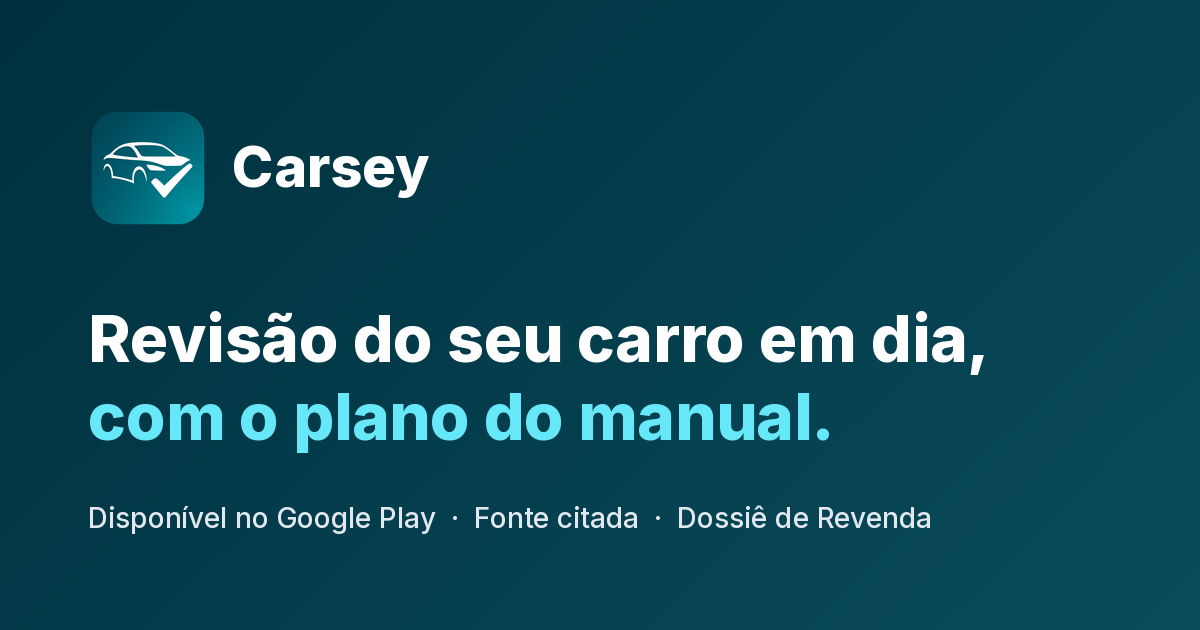 Carsey
Revisão do seu carro em dia,
com o plano do manual.
Disponível no Google Play · Fonte citada · Dossiê de Revenda